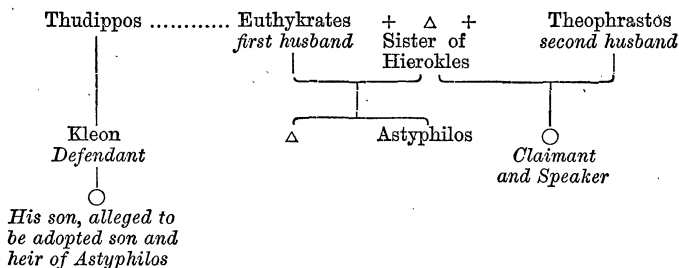 Thudippos ............ Euthykrates + △ + Theophrastos
first husband Sister of second husband
Hierokles
Kleon △ Astyphilos ○
Defendant Claimant
and Speaker
○
His son, alleged to
be adopted son and
heir of Astyphilos